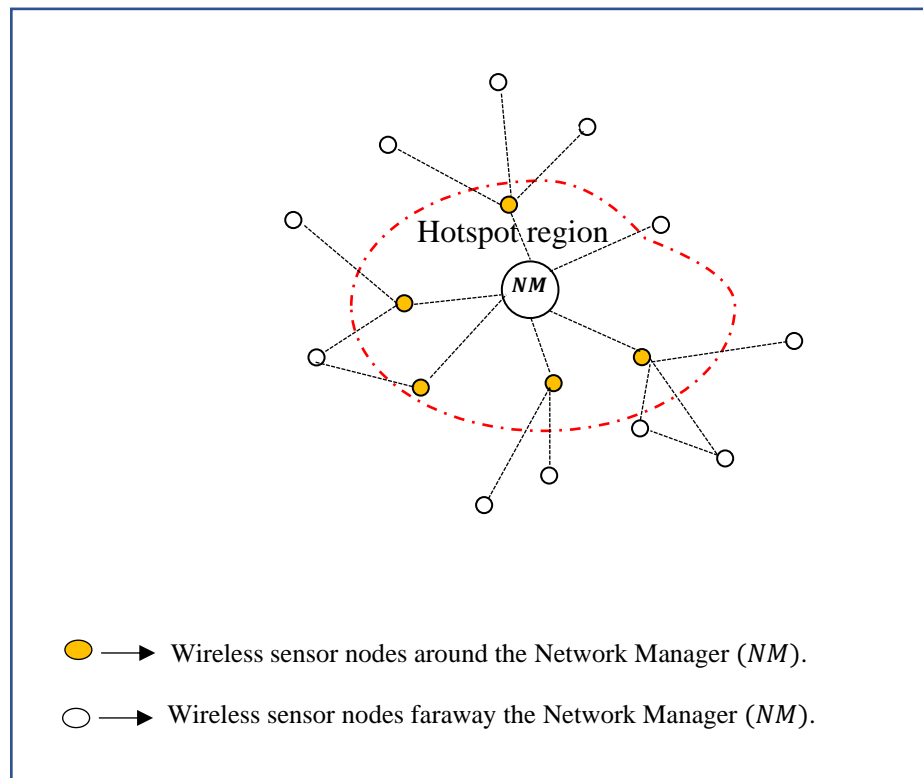 Hotspot region
NM
Wireless sensor nodes around the Network Manager (NM).
Wireless sensor nodes faraway the Network Manager (NM).